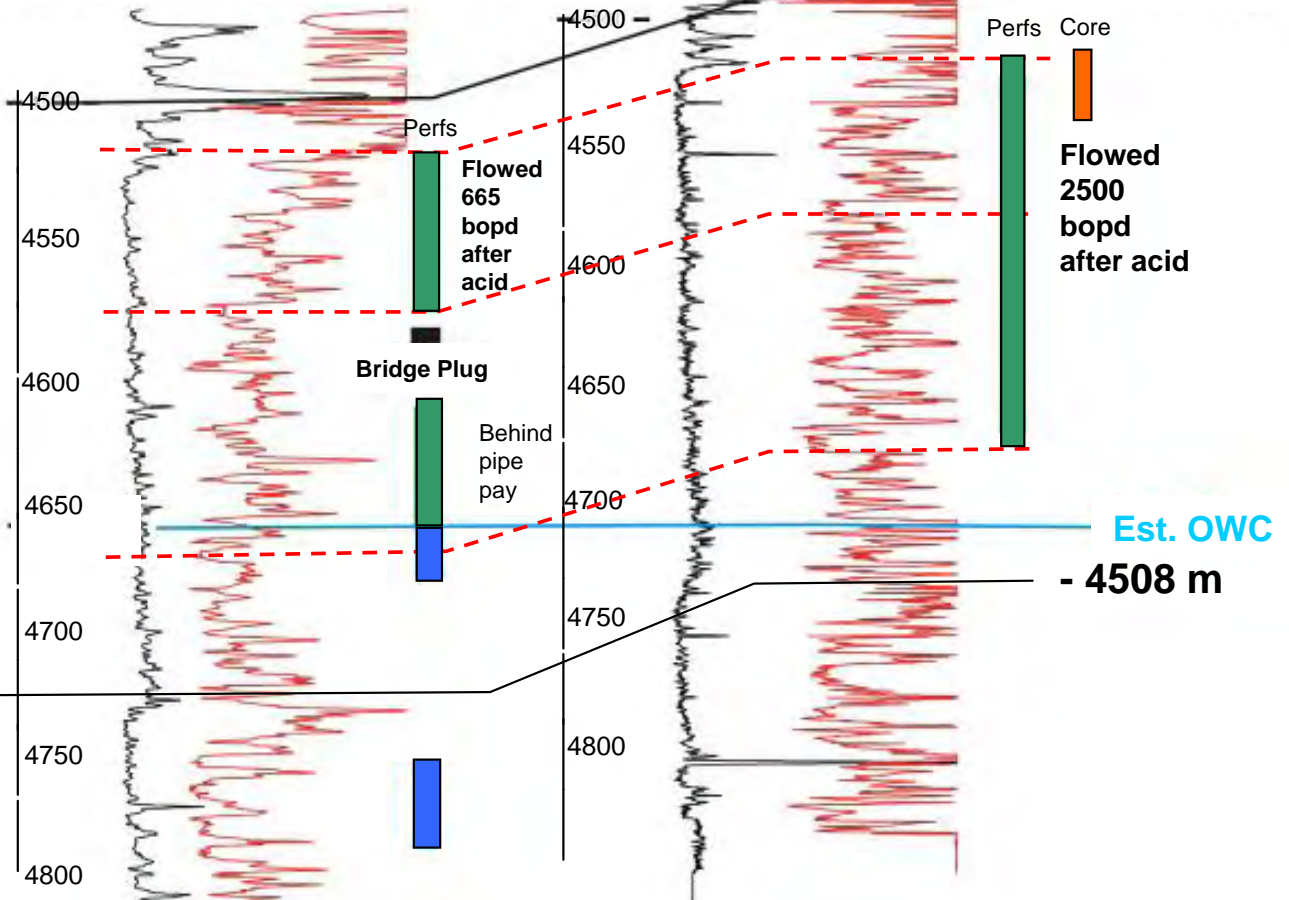 4500
Perfs
Core
4500
Perfs
4550
Flowed
2500
bopd
after acid
Flowed
665
bopd
after
acid
4550
4600
Bridge Plug
4600
4650
Behind
pipe
pay
4650
4700
Est. OWC
- 4508 m
4700
4750
4750
4800
4800